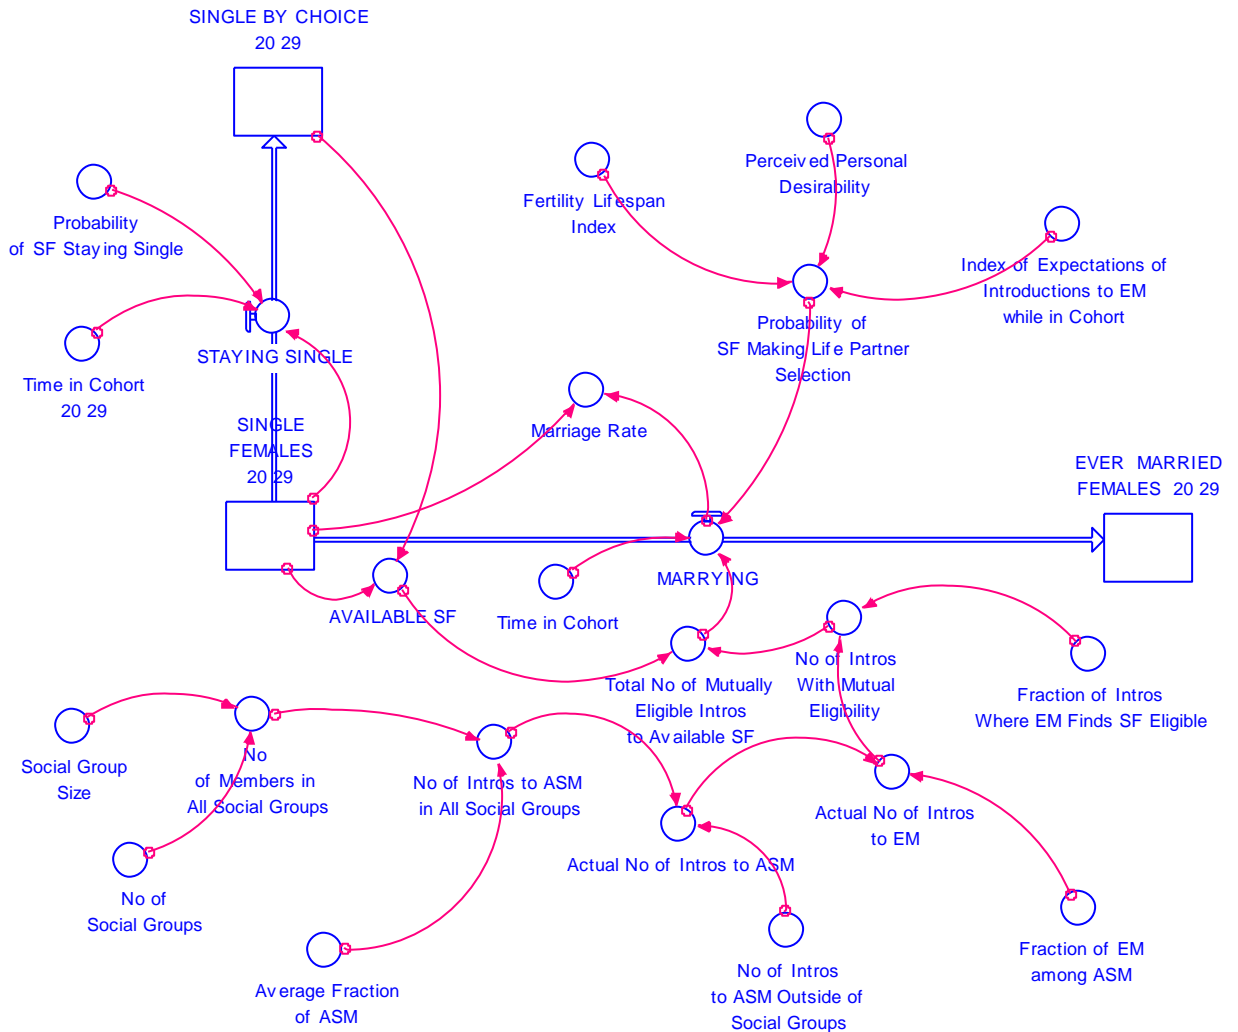 SINGLE BY CHOICE
20 29
Perceived Personal
Desirability
Fertility Lifespan
Index
Probability
of SF Staying Single
Index of Expectations of
Introductions to EM
while in Cohort
Probability of
SF Making Life Partner
Selection
STAYING SINGLE
Time in Cohort
20 29
Marriage Rate
SINGLE
FEMALES
20 29
EVER MARRIED
FEMALES 20 29
MARRYING
AVAILABLE SF
Time in Cohort
No of Intros
With Mutual
Eligibility
Total No of Mutually
Eligible Intros
to Available SF
Fraction of Intros
Where EM Finds SF Eligible
Social Group
Size
No
of Members in
All Social Groups
No of Intros to ASM
in All Social Groups
Actual No of Intros
to EM
Actual No of Intros to ASM
No of
Social Groups
Fraction of EM
among ASM
No of Intros
to ASM Outside of
Social Groups
Average Fraction
of ASM